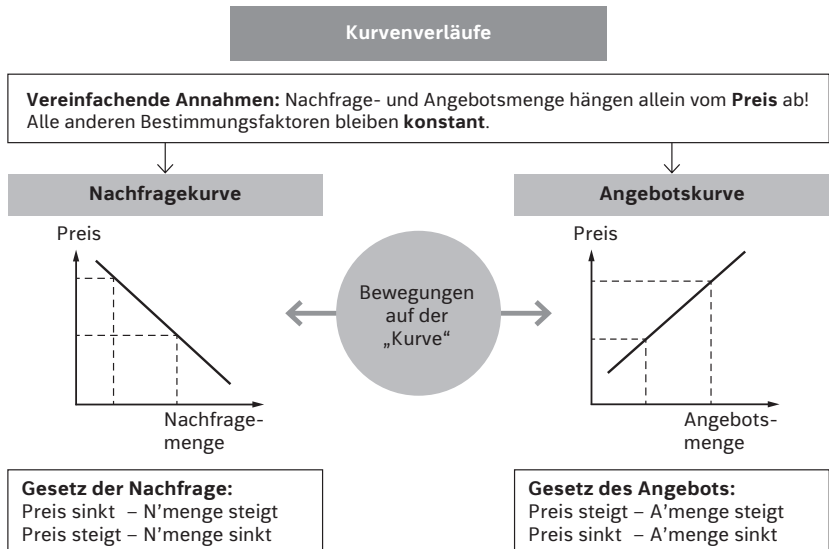 Kurvenverläufe
Vereinfachende Annahmen: Nachfrage- und Angebotsmenge hängen allein vom Preis ab!
Alle anderen Bestimmungsfaktoren bleiben konstant.
Nachfragekurve
Preis
Nachfrage-
menge
Bewegungen
auf der
„Kurve“
Angebotskurve
Preis
Angebots-
menge
Gesetz der Nachfrage:
Preis sinkt – N’menge steigt
Preis steigt – N’menge sinkt
Gesetz des Angebots:
Preis steigt – A’menge steigt
Preis sinkt – A’menge sinkt